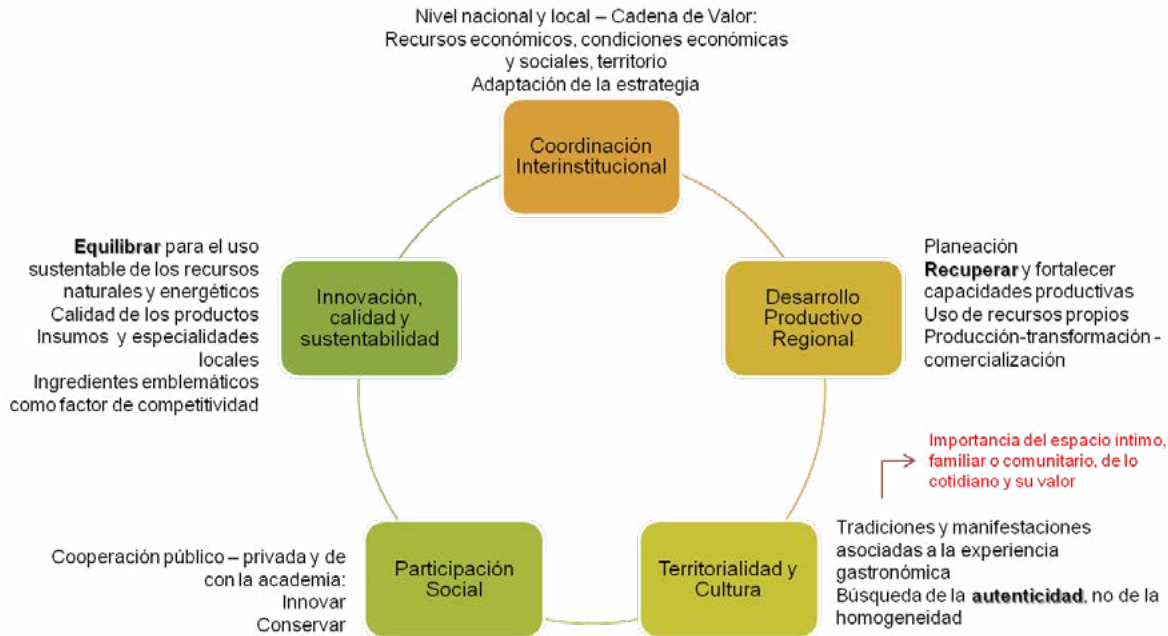 Nivel nacional y local – Cadena de Valor:
Recursos económicos, condiciones económicas
y sociales, territorio
Adaptación de la estrategia
Coordinación
Interinstitucional
Equilibrar para el uso
sustentable de los recursos
naturales y energéticos
Calidad de los productos
Insumos y especialidades
locales
Ingredientes emblemáticos
como factor de competitividad
Innovación,
calidad y
sustentabilidad
Desarrollo
Productivo
Regional
Planeación
Recuperar y fortalecer
capacidades productivas
Uso de recursos propios
Producción-transformación -
comercialización
Importancia del espacio íntimo,
familiar o comunitario, de lo
cotidiano y su valor
Cooperación público – privada y de
con la academia:
Innovar
Conservar
Participación
Social
Territorialidad y
Cultura
Tradiciones y manifestaciones
asociadas a la experiencia
gastronómica
Búsqueda de la autenticidad, no de la
homogeneidad